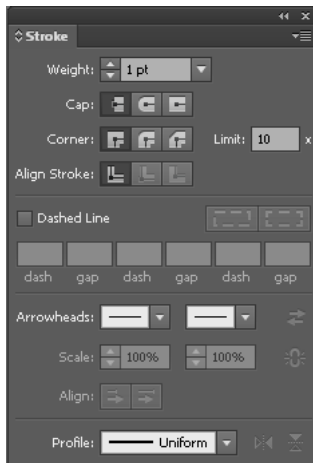 Stroke
Weight: 1 pt
Cap:
Corner: Limit: 10 x
Align Stroke:
Dashed Line
dash gap dash gap dash gap
Arrowheads:
Scale: 100% 100%
Align:
Profile: Uniform